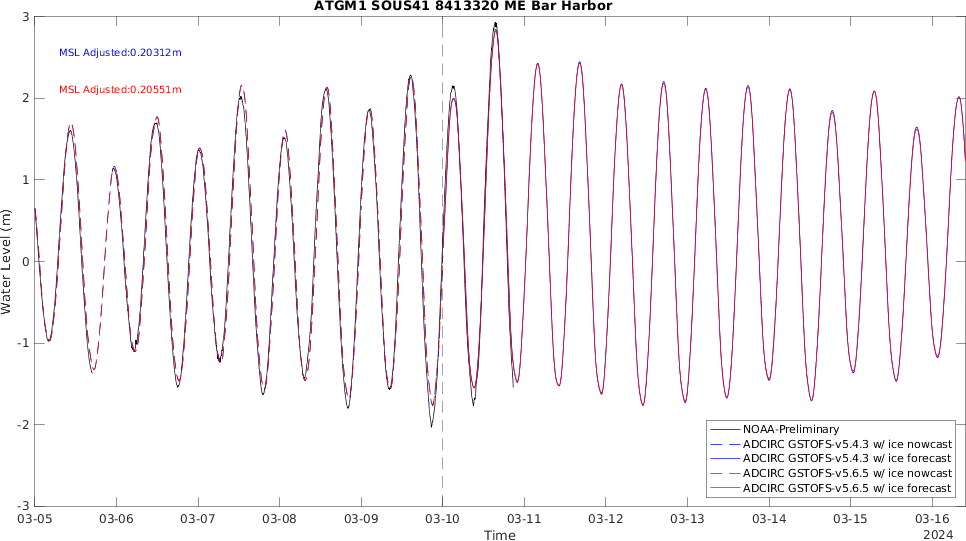 ATGM1 SOUS41 8413320 ME Bar Harbor
MSL Adjusted:0.20312m
MSL Adjusted:0.20551m
Water Level (m)
3
2
1
0
-1
-2
-3
NOAA-Preliminary
ADCIRC GSTOFS-v5.4.3 w/ ice nowcast
ADCIRC GSTOFS-v5.4.3 w/ ice forecast
ADCIRC GSTOFS-v5.6.5 w/ ice nowcast
ADCIRC GSTOFS-v5.6.5 w/ ice forecast
03-05 03-06 03-07 03-08 03-09 03-10 03-11 03-12 03-13 03-14 03-15 03-16
Time
2024